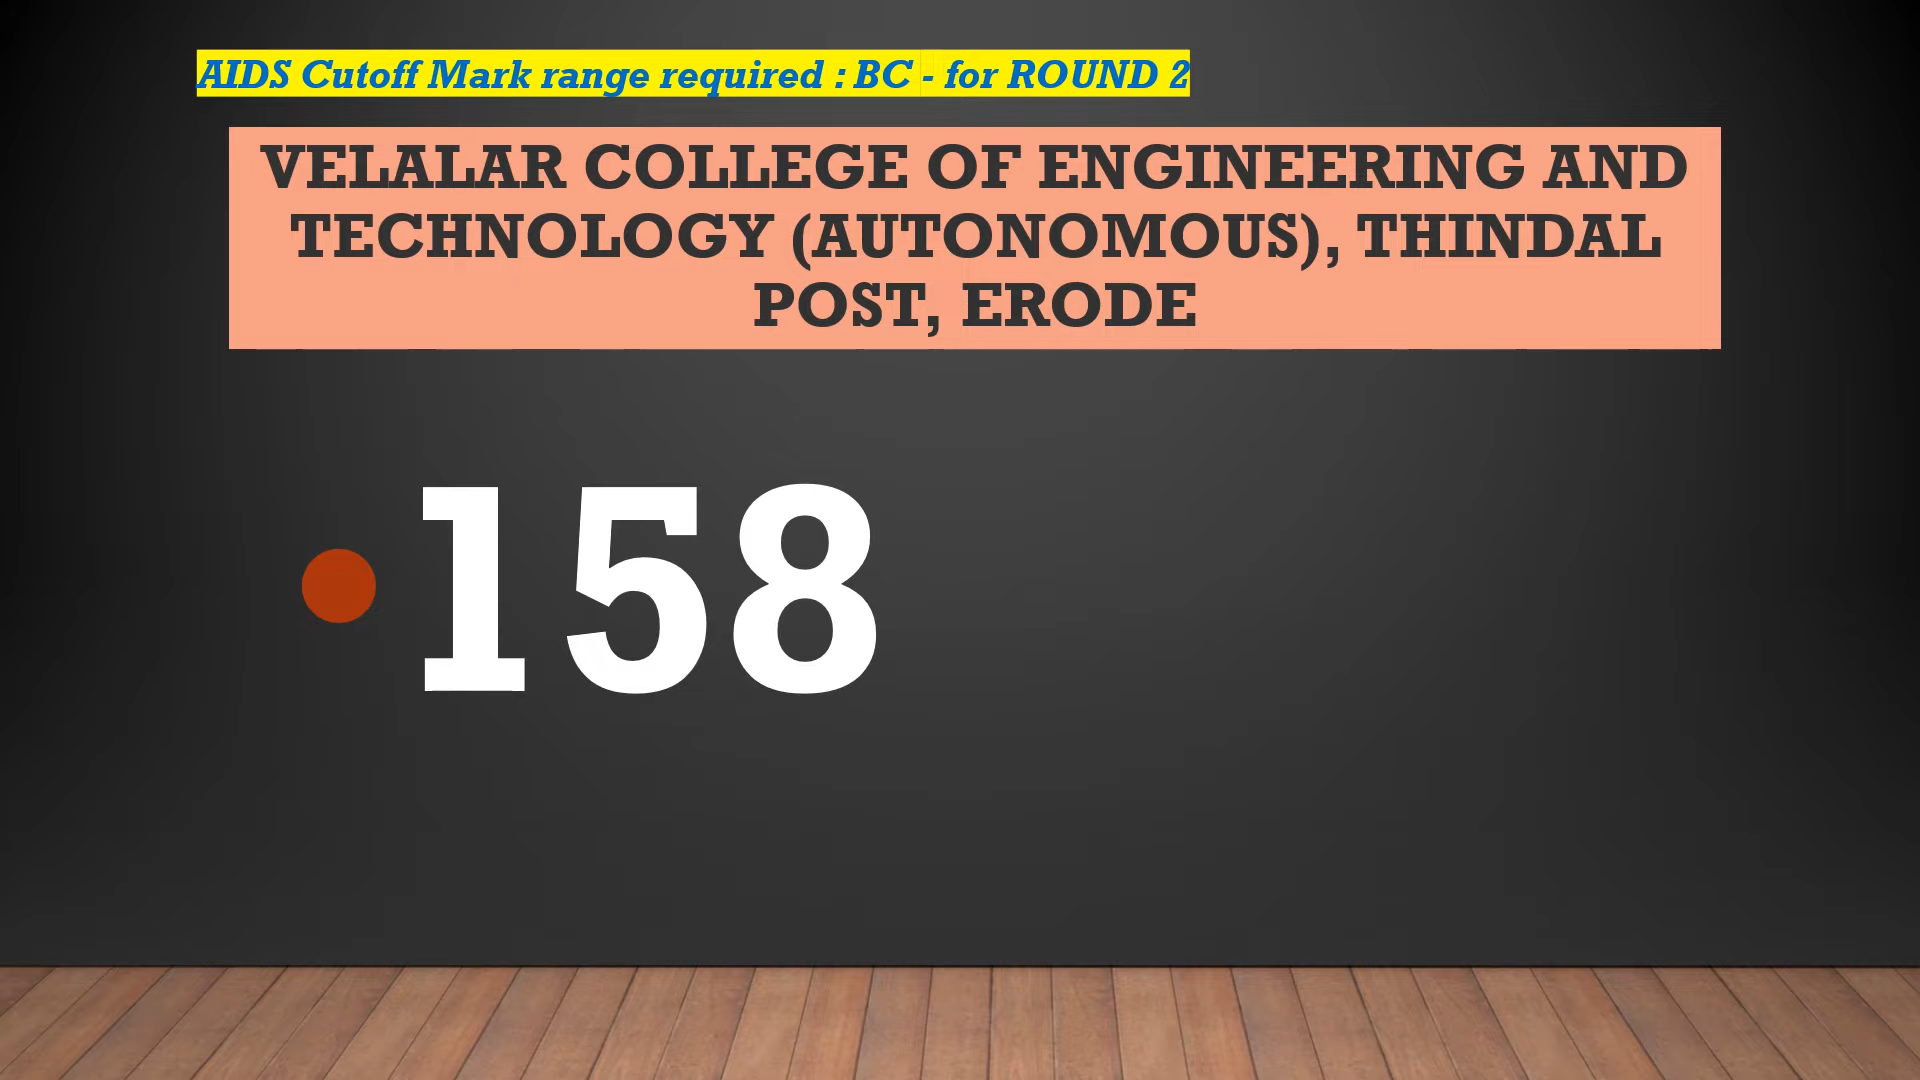 AIDS Cutoff Mark range required : BC - for ROUND 2
VELALAR COLLEGE OF ENGINEERING AND
TECHNOLOGY (AUTONOMOUS), THINDAL
POST, ERODE
158